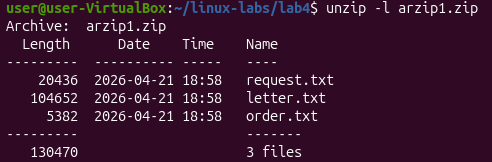 user@user-VirtualBox:~/linux-labs/lab4$ unzip -l arzip1.zip
Archive:  arzip1.zip
  Length      Date    Time    Name
---------  ---------- -----   ----
    20436  2026-04-21 18:58   request.txt
   104652  2026-04-21 18:58   letter.txt
     5382  2026-04-21 18:58   order.txt
---------                     -------
   130470                     3 files